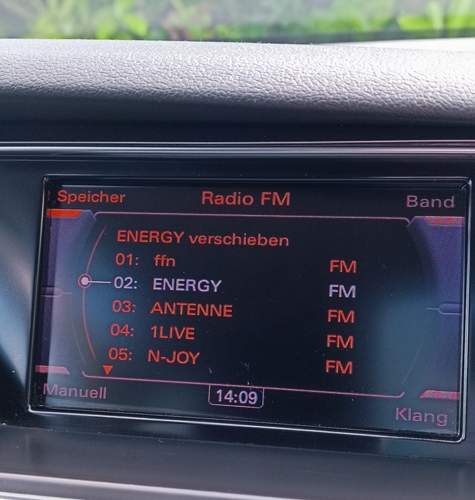 Speicher Radio FM Band
ENERGY verschieben
01: ffn FM
02: ENERGY FM
03: ANTENNE FM
04: 1LIVE FM
05: N-JOY FM
Manuell 14:09 Klang